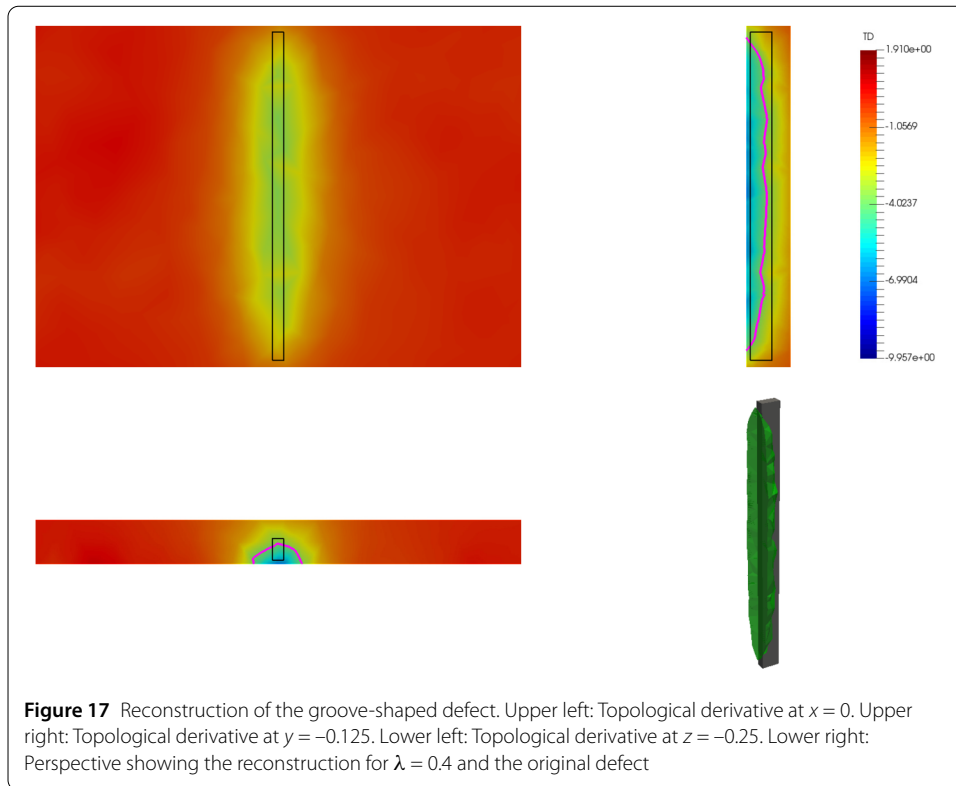 TD
1.910e+00
-1.0569
-4.0237
-6.9904
-9.957e+00
Figure 17 Reconstruction of the groove-shaped defect. Upper left: Topological derivative at x = 0. Upper
right: Topological derivative at y = –0.125. Lower left: Topological derivative at z = –0.25. Lower right:
Perspective showing the reconstruction for λ = 0.4 and the original defect